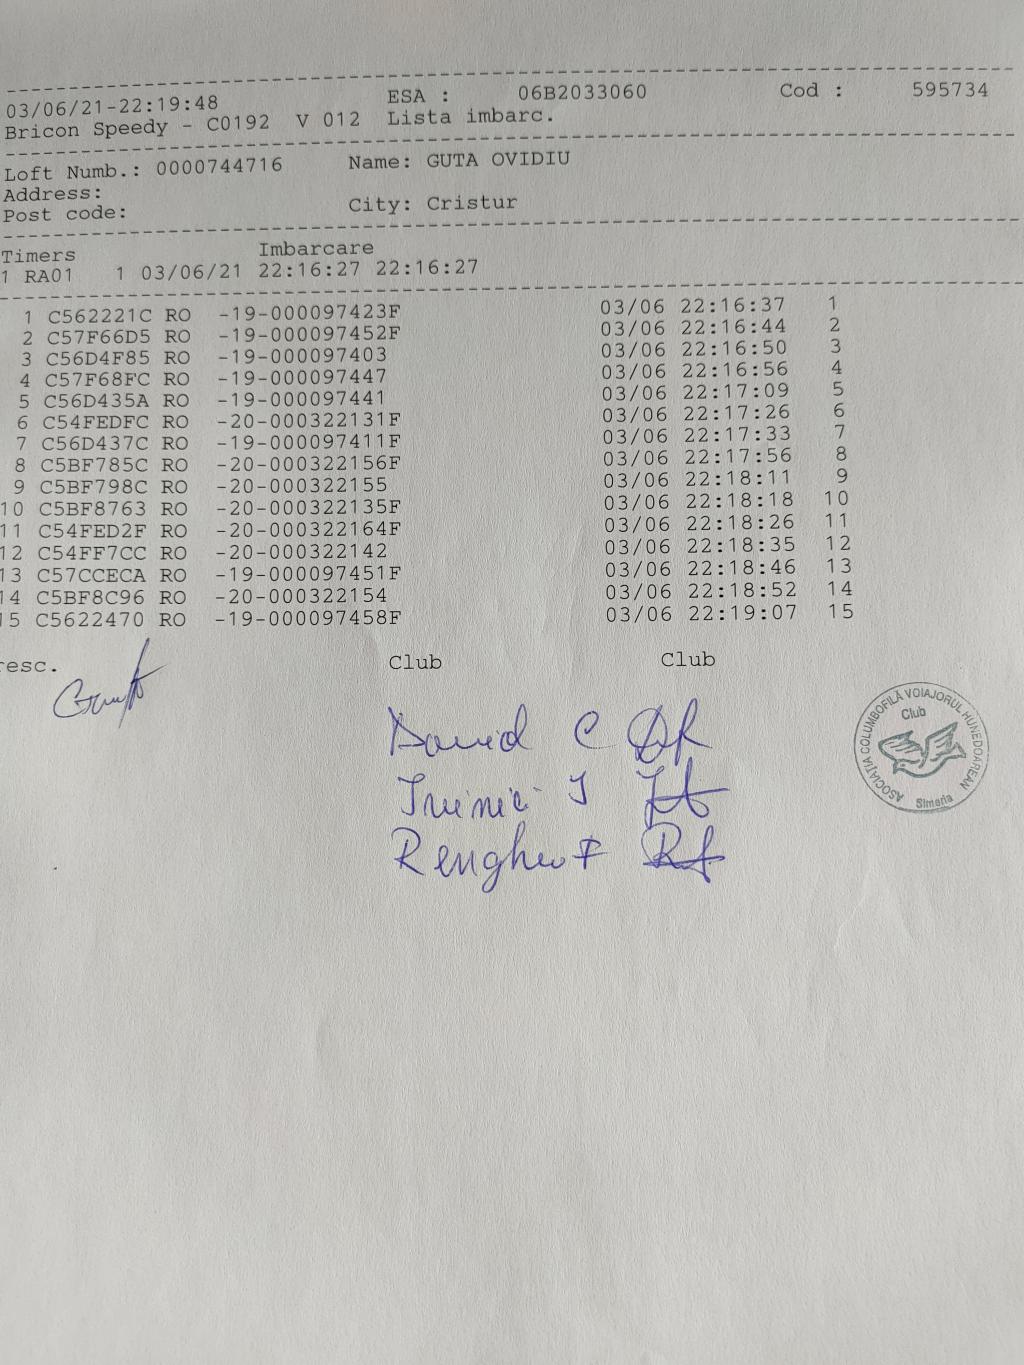 03/06/21-22:19:48 ESA : 06B2033060 Cod : 595734
Bricon Speedy - C0192 V 012 Lista imbarc.
Loft Numb.: 0000744716 Name: GUTA OVIDIU
Address:
Post code: City: Cristur
Timers Imbarcare
1 RA01 1 03/06/21 22:16:27 22:16:27
1 C562221C RO -19-000097423F 03/06 22:16:37 1
2 C57F66D5 RO -19-000097452F 03/06 22:16:44 2
3 C56D4F85 RO -19-000097403 03/06 22:16:50 3
4 C57F68FC RO -19-000097447 03/06 22:16:56 4
5 C56D435A RO -19-000097441 03/06 22:17:09 5
6 C54FEDFC RO -20-000322131F 03/06 22:17:26 6
7 C56D437C RO -19-000097411F 03/06 22:17:33 7
8 C5BF785C RO -20-000322156F 03/06 22:17:56 8
9 C5BF798C RO -20-000322155 03/06 22:18:11 9
10 C5BF8763 RO -20-000322135F 03/06 22:18:18 10
11 C54FED2F RO -20-000322164F 03/06 22:18:26 11
12 C54FF7CC RO -20-000322142 03/06 22:18:35 12
13 C57CCECA RO -19-000097451F 03/06 22:18:46 13
14 C5BF8C96 RO -20-000322154 03/06 22:18:52 14
15 C5622470 RO -19-000097458F 03/06 22:19:07 15
resc. Club Club
David C
ASOCIAȚIA COLUMBOFILĂ VOIAJORUL HUNEDOAREAN
Club
Simeria